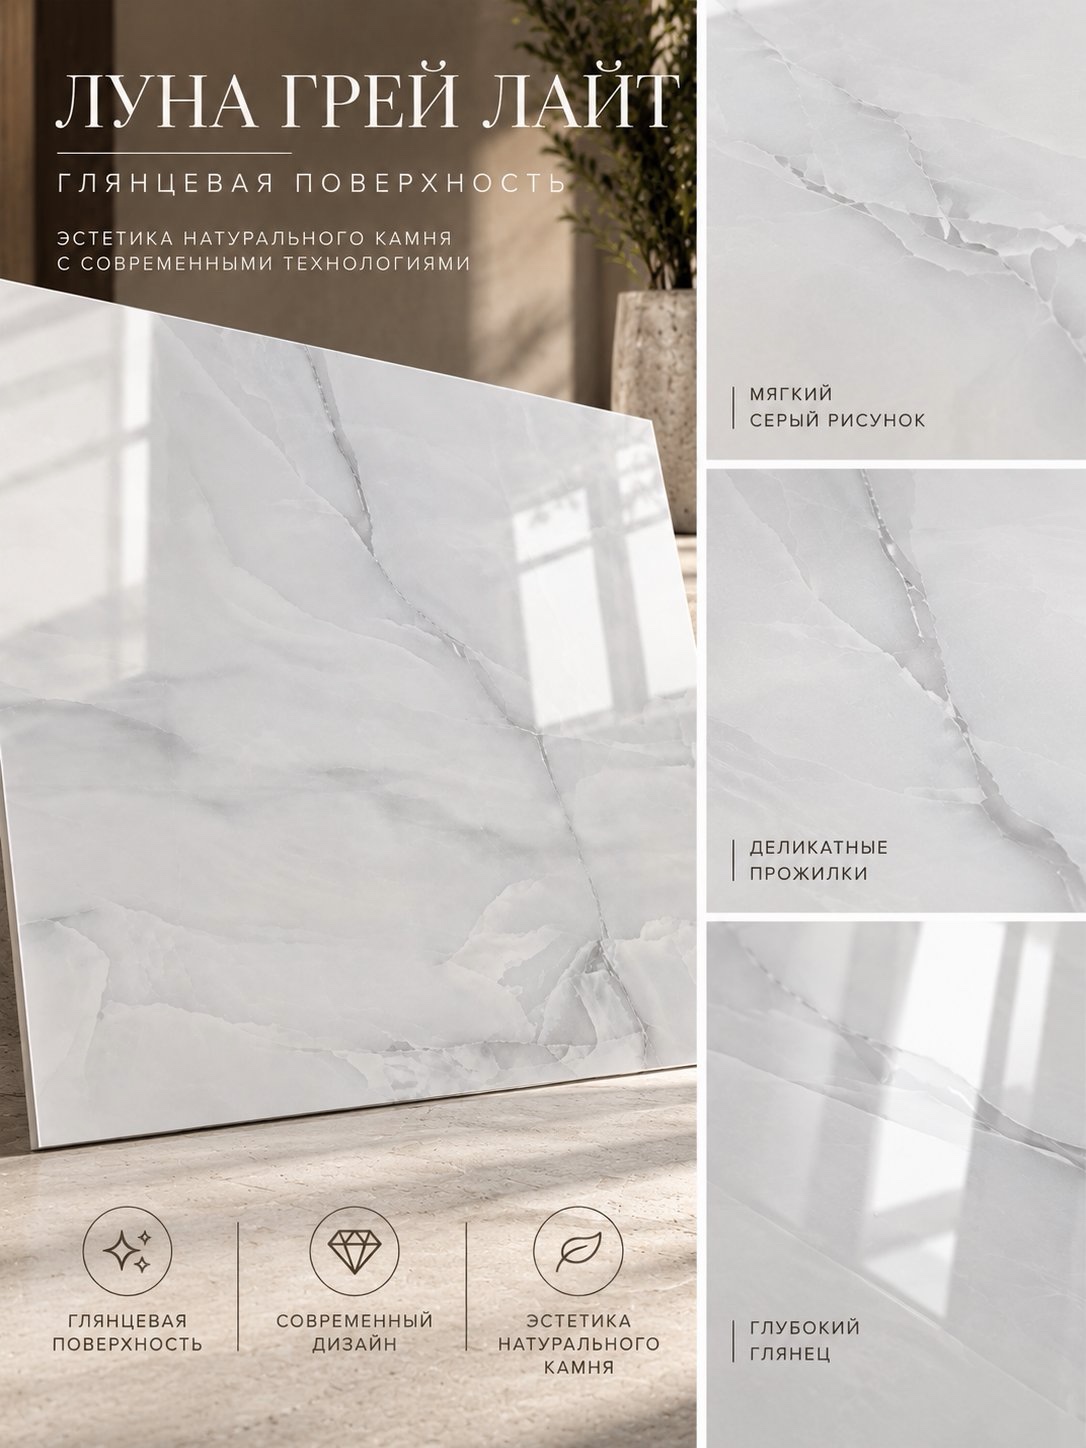 ЛУНА ГРЕЙ ЛАЙТ
ГЛЯНЦЕВАЯ ПОВЕРХНОСТЬ
ЭСТЕТИКА НАТУРАЛЬНОГО КАМНЯ
С СОВРЕМЕННЫМИ ТЕХНОЛОГИЯМИ
МЯГКИЙ
СЕРЫЙ РИСУНОК
ДЕЛИКАТНЫЕ
ПРОЖИЛКИ
ГЛУБОКИЙ
ГЛЯНЕЦ
ГЛЯНЦЕВАЯ
ПОВЕРХНОСТЬ
СОВРЕМЕННЫЙ
ДИЗАЙН
ЭСТЕТИКА
НАТУРАЛЬНОГО
КАМНЯ